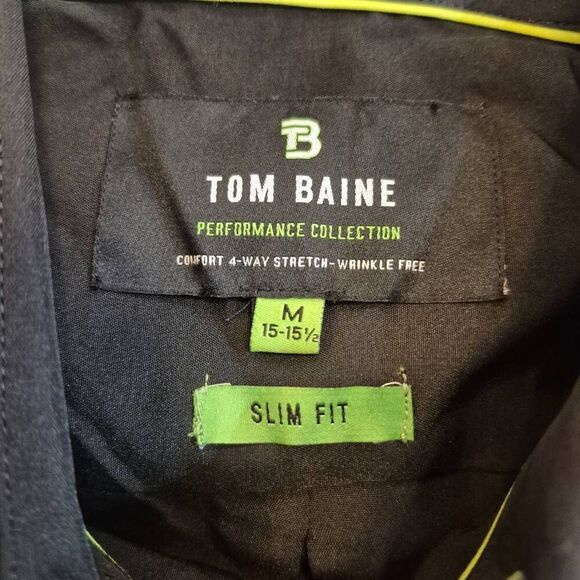 TB
TOM BAINE
PERFORMANCE COLLECTION
COMFORT 4-WAY STRETCH-WRINKLE FREE
M
15-15½
SLIM FIT